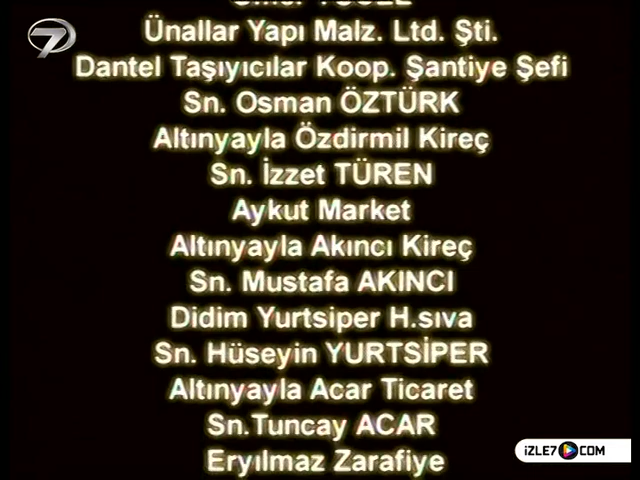 7
Ünallar Yapı Malz. Ltd. Şti.
Dantel Taşıyıcılar Koop. Şantiye Şefi
Sn. Osman ÖZTÜRK
Altınyayla Özdirmil Kireç
Sn. İzzet TÜREN
Aykut Market
Altınyayla Akıncı Kireç
Sn. Mustafa AKINCI
Didim Yurtsiper H.sıva
Sn. Hüseyin YURTSİPER
Altınyayla Acar Ticaret
Sn.Tuncay ACAR
Eryılmaz Zarafiye
iZLE7 COM